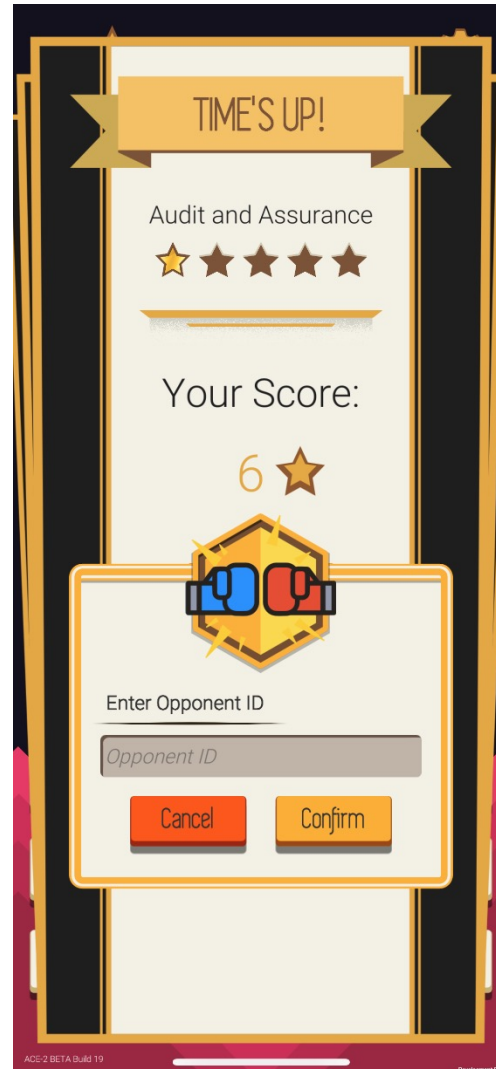 TIME'S UP!
Audit and Assurance
Your Score:
6
Enter Opponent ID
Opponent ID
Cancel
Confirm
ACE-2 BETA Build 19